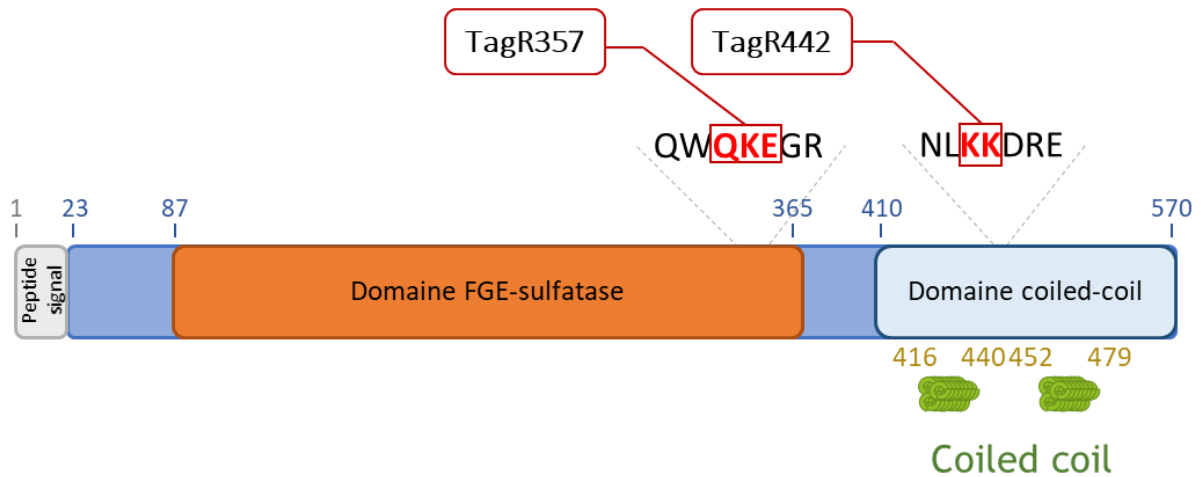 TagR357 TagR442
QWQKEGR NLKKDRE
1 23 87 365 410 570
Peptide
signal
Domaine FGE-sulfatase
Domaine coiled-coil
416 440 452 479
Coiled coil